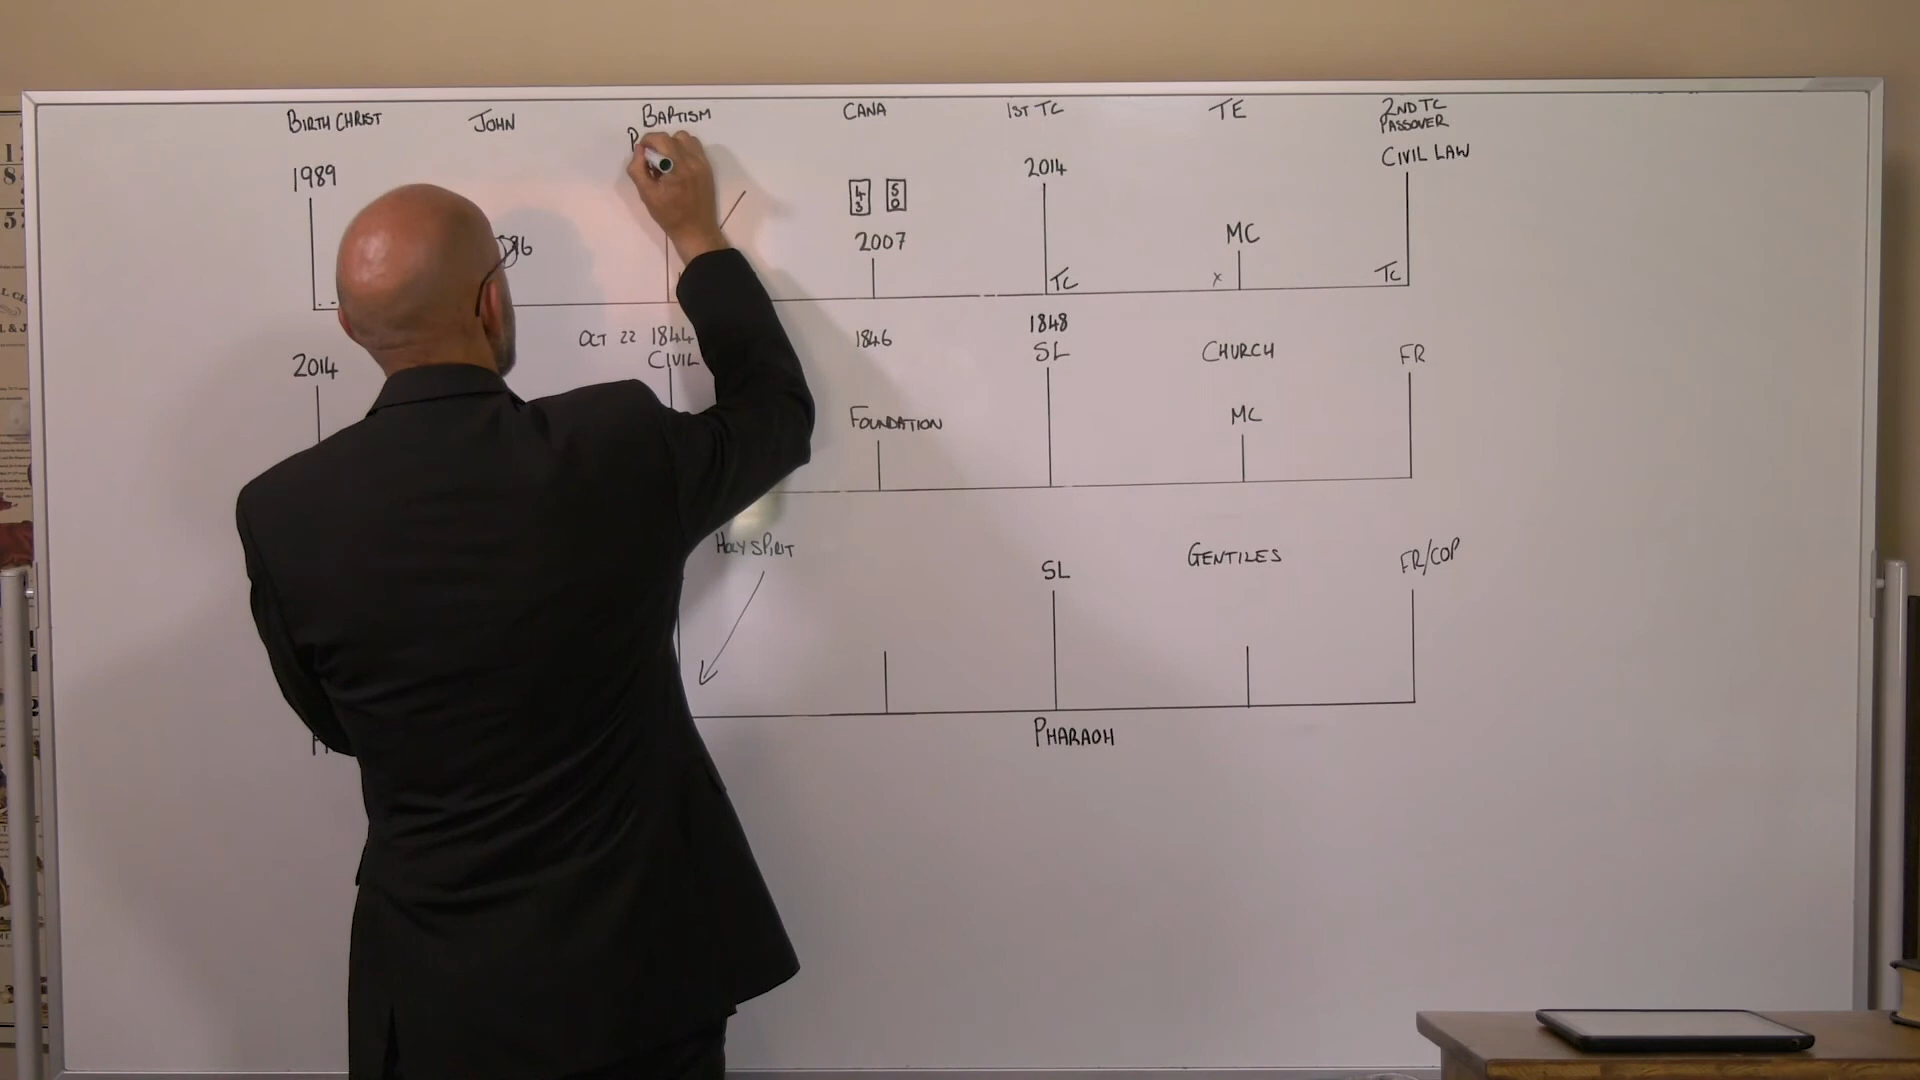 BIRTH CHRIST JOHN BAPTISM CANA 1ST TC TE 2ND TC
PASSOVER
P CIVIL LAW
1989 2014
43 50
96 2007 MC
TC x TC
OCT 22 1844 1846 1848
CIVIL SL CHURCH FR
2014
FOUNDATION MC
HOLY SPIRIT SL GENTILES FR/COP
PHARAOH